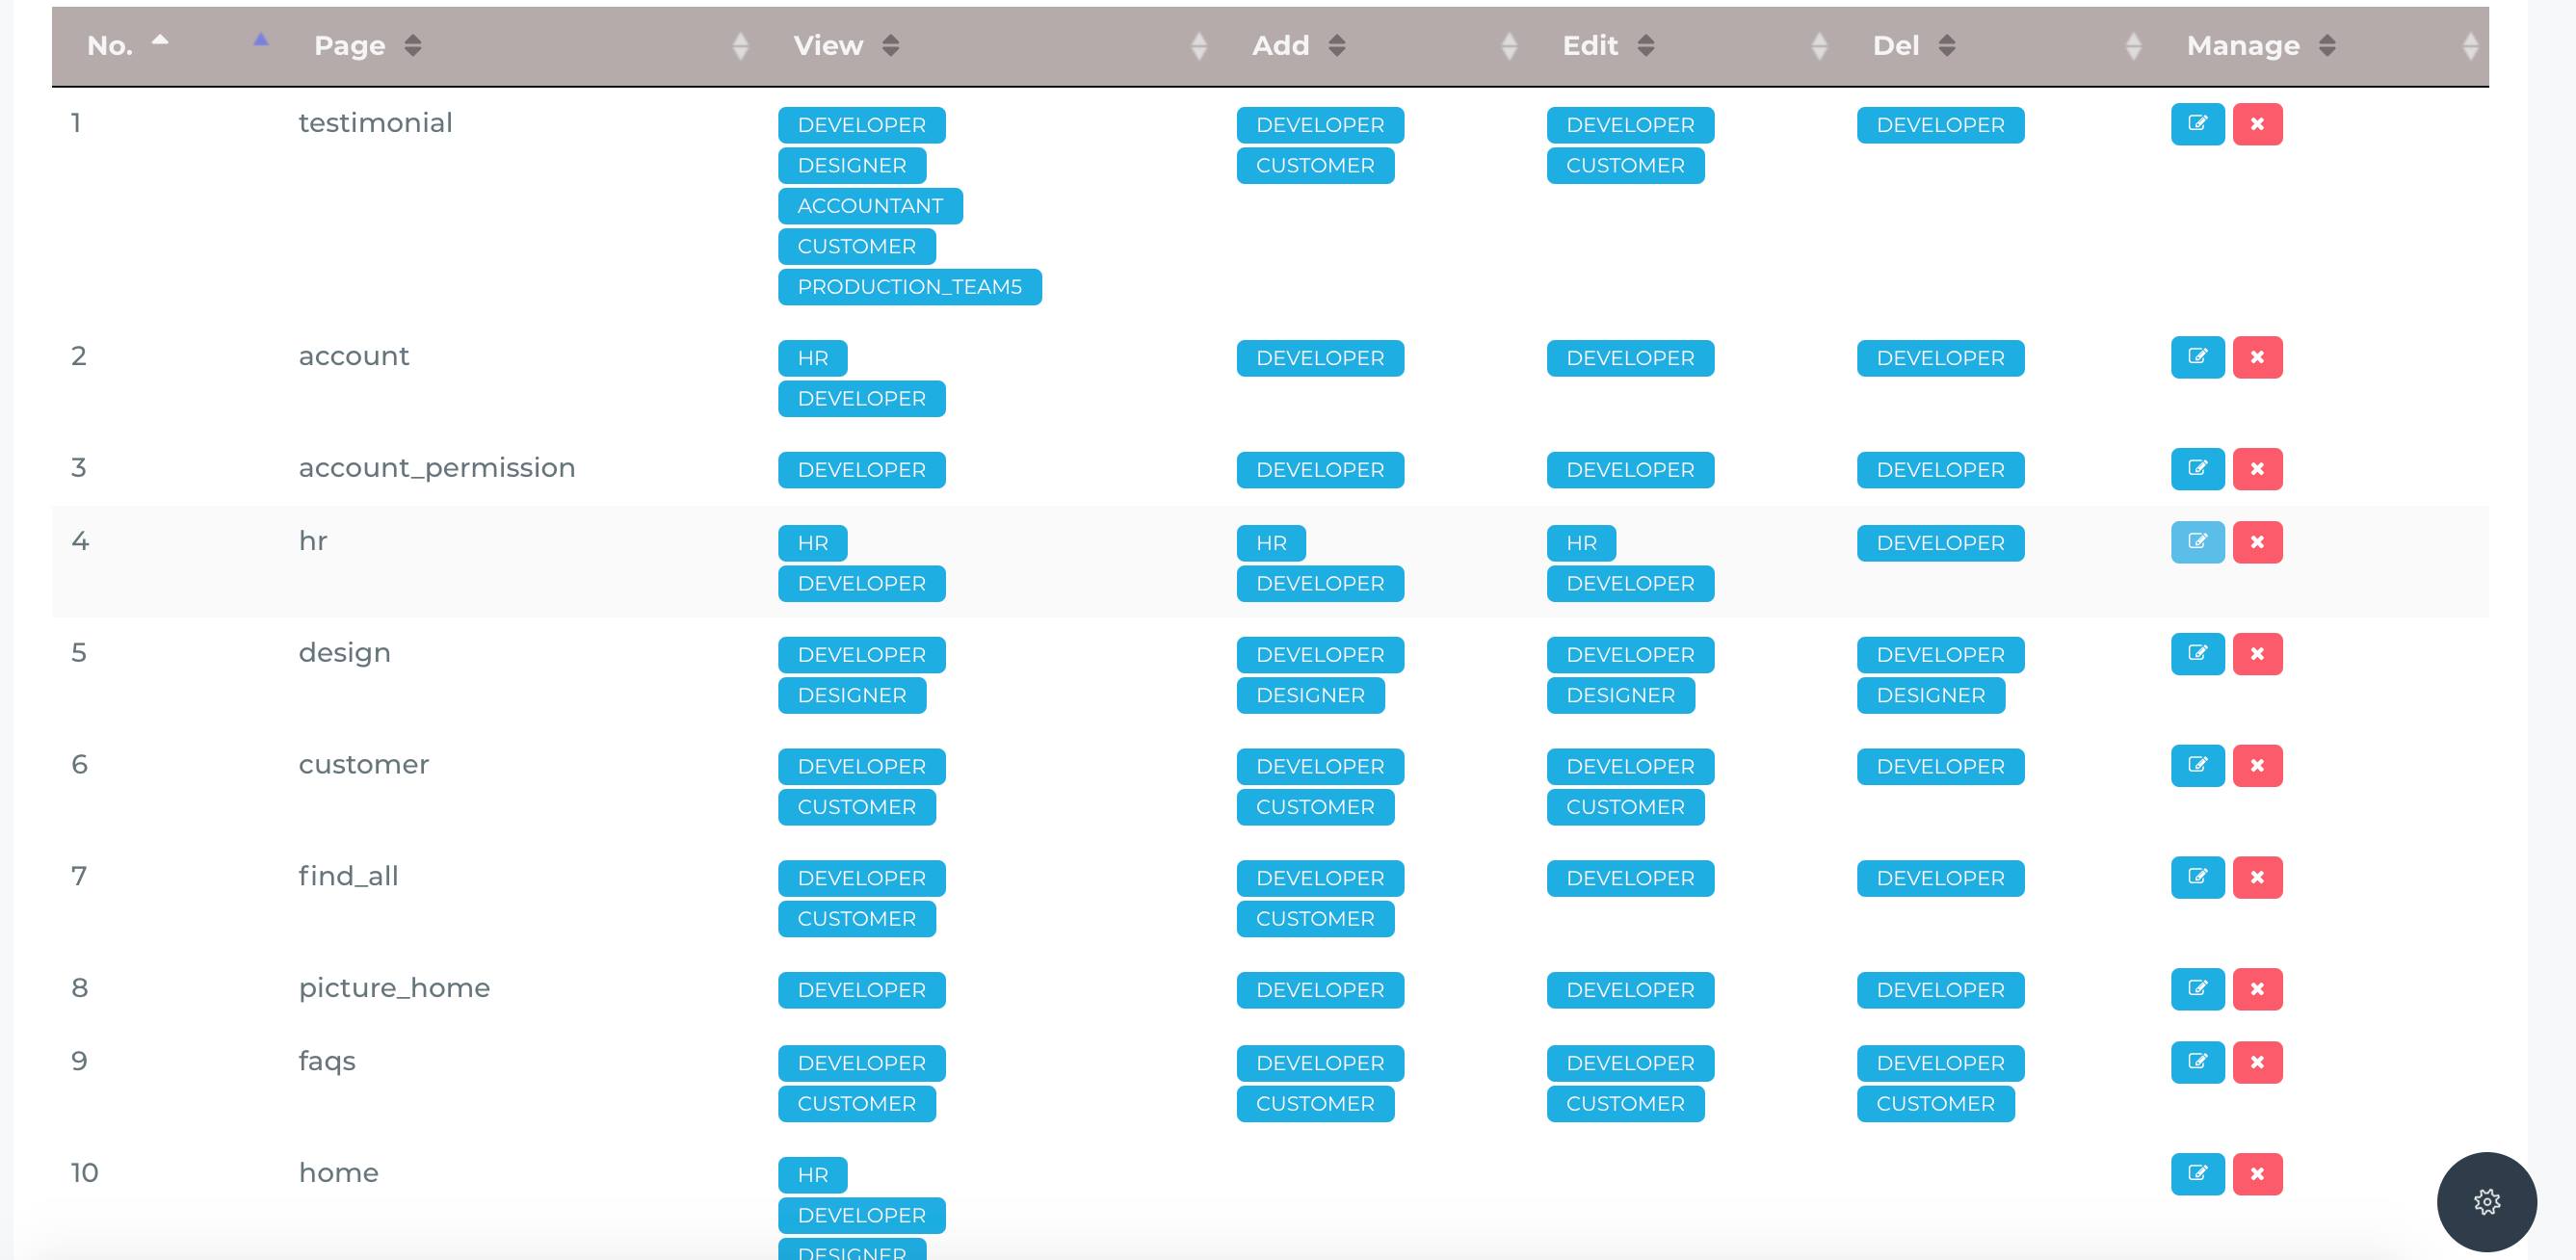 No. Page View Add Edit Del Manage
1 testimonial DEVELOPER DEVELOPER DEVELOPER DEVELOPER
DESIGNER CUSTOMER CUSTOMER
ACCOUNTANT
CUSTOMER
PRODUCTION_TEAM5
2 account HR DEVELOPER DEVELOPER DEVELOPER
DEVELOPER
3 account_permission DEVELOPER DEVELOPER DEVELOPER DEVELOPER
4 hr HR HR HR DEVELOPER
DEVELOPER DEVELOPER DEVELOPER
5 design DEVELOPER DEVELOPER DEVELOPER DEVELOPER
DESIGNER DESIGNER DESIGNER DESIGNER
6 customer DEVELOPER DEVELOPER DEVELOPER DEVELOPER
CUSTOMER CUSTOMER CUSTOMER
7 find_all DEVELOPER DEVELOPER DEVELOPER DEVELOPER
CUSTOMER CUSTOMER
8 picture_home DEVELOPER DEVELOPER DEVELOPER DEVELOPER
9 faqs DEVELOPER DEVELOPER DEVELOPER DEVELOPER
CUSTOMER CUSTOMER CUSTOMER CUSTOMER
10 home HR
DEVELOPER
DESIGNER